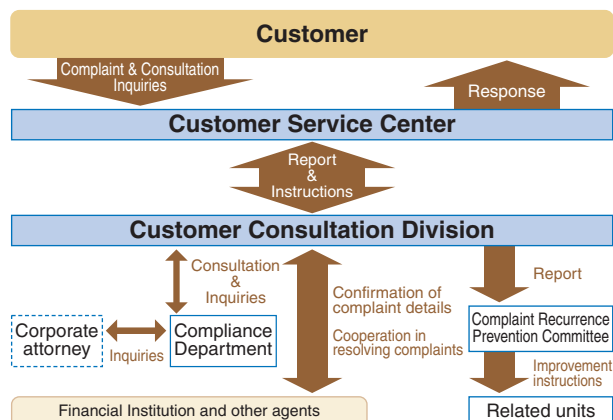 Customer
Complaint & Consultation
Inquiries
Response
Customer Service Center
Report
&
Instructions
Customer Consultation Division
Consultation
&
Inquiries
Confirmation of
complaint details
Cooperation in
resolving complaints
Report
Corporate
attorney
Inquiries
Compliance
Department
Complaint Recurrence
Prevention Committee
Improvement
instructions
Financial Institution and other agents
Related units